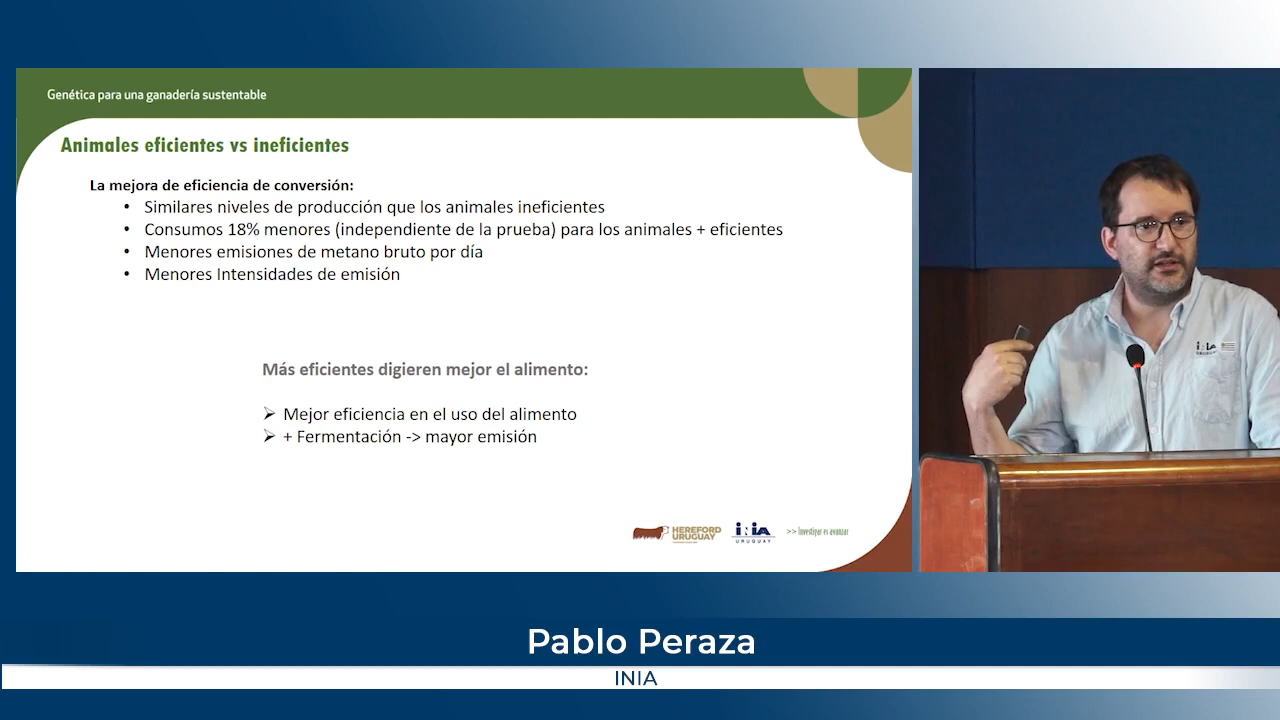 Genética para una ganadería sustentable
Animales eficientes vs ineficientes
La mejora de eficiencia de conversión:
• Similares niveles de producción que los animales ineficientes
• Consumos 18% menores (independiente de la prueba) para los animales + eficientes
• Menores emisiones de metano bruto por día
• Menores Intensidades de emisión
Más eficientes digieren mejor el alimento:
➢ Mejor eficiencia en el uso del alimento
➢ + Fermentación -> mayor emisión
HEREFORD
URUGUAY
INIA
URUGUAY
>> Investigar es avanzar
INIA
Pablo Peraza
INIA